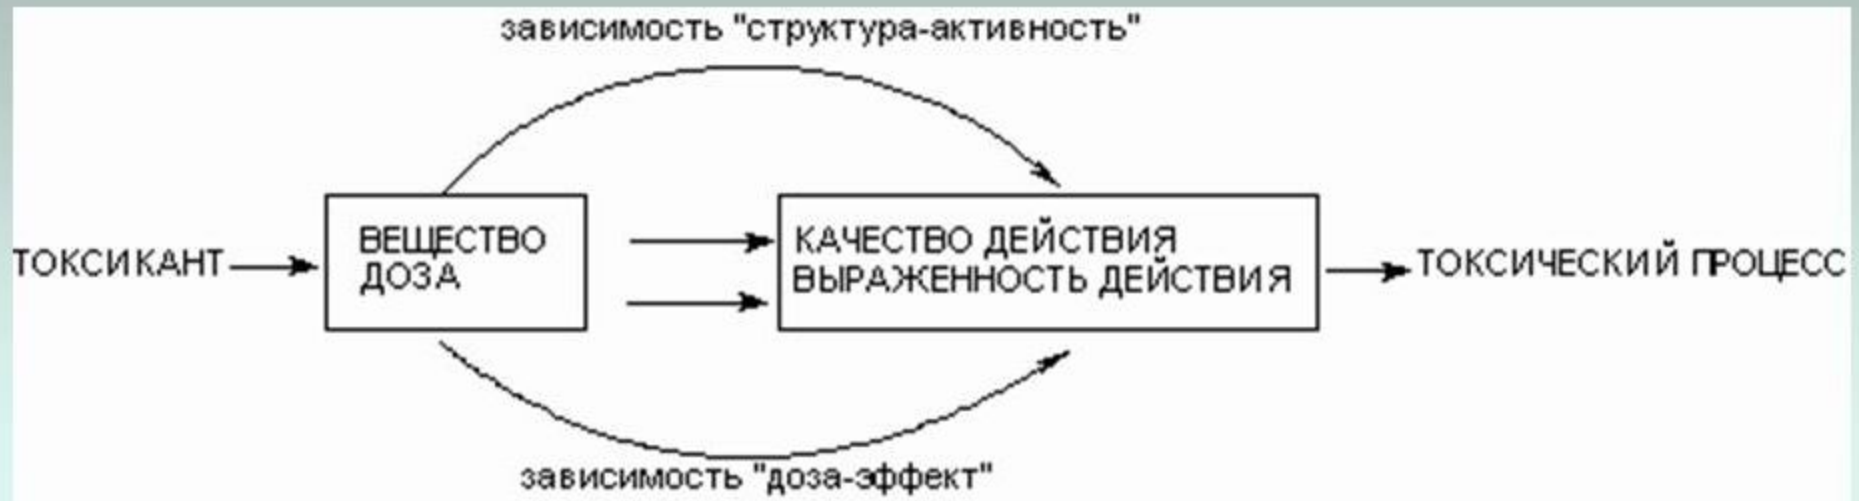 зависимость "структура-активность"
ТОКСИКАНТ
ВЕЩЕСТВО
ДОЗА
КАЧЕСТВО ДЕЙСТВИЯ
ВЫРАЖЕННОСТЬ ДЕЙСТВИЯ
ТОКСИЧЕСКИЙ ПРОЦЕСС
зависимость "доза-эффект"